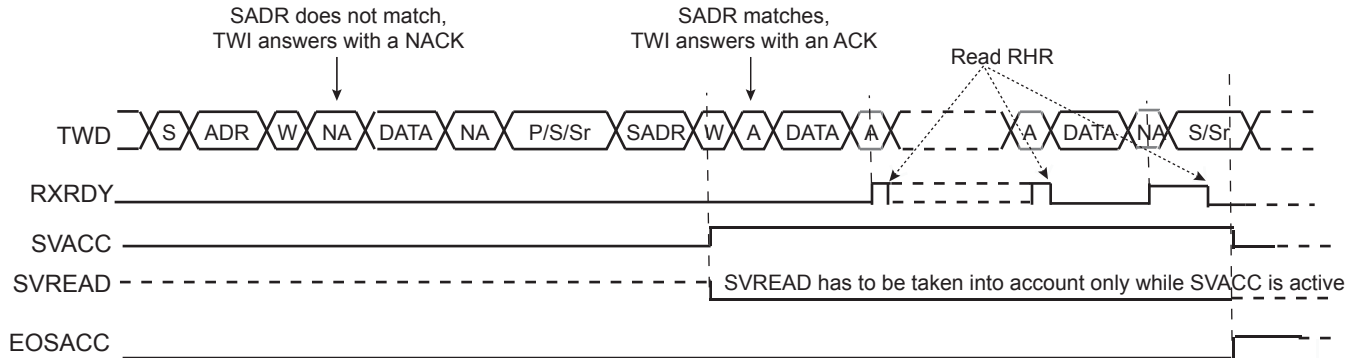 SADR does not match,
TWI answers with a NACK
SADR matches,
TWI answers with an ACK
Read RHR
TWD S ADR W NA DATA NA P/S/Sr SADR W A DATA A A DATA NA S/Sr
RXRDY
SVACC
SVREAD SVREAD has to be taken into account only while SVACC is active
EOSACC